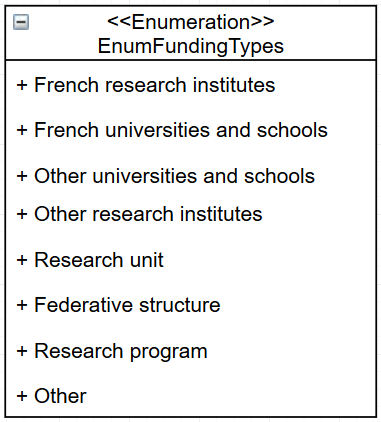 <<Enumeration>>
EnumFundingTypes
+ French research institutes
+ French universities and schools
+ Other universities and schools
+ Other research institutes
+ Research unit
+ Federative structure
+ Research program
+ Other